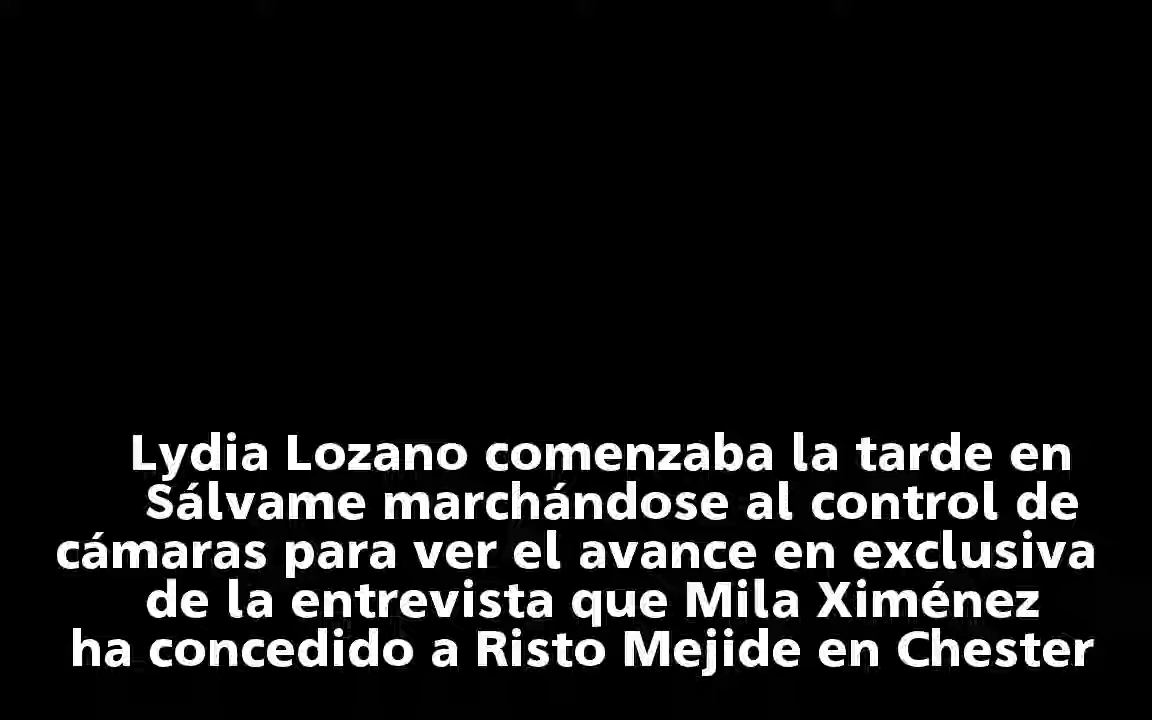 Lydia Lozano comenzaba la tarde en
Sálvame marchándose al control de
cámaras para ver el avance en exclusiva
de la entrevista que Mila Ximénez
ha concedido a Risto Mejide en Chester